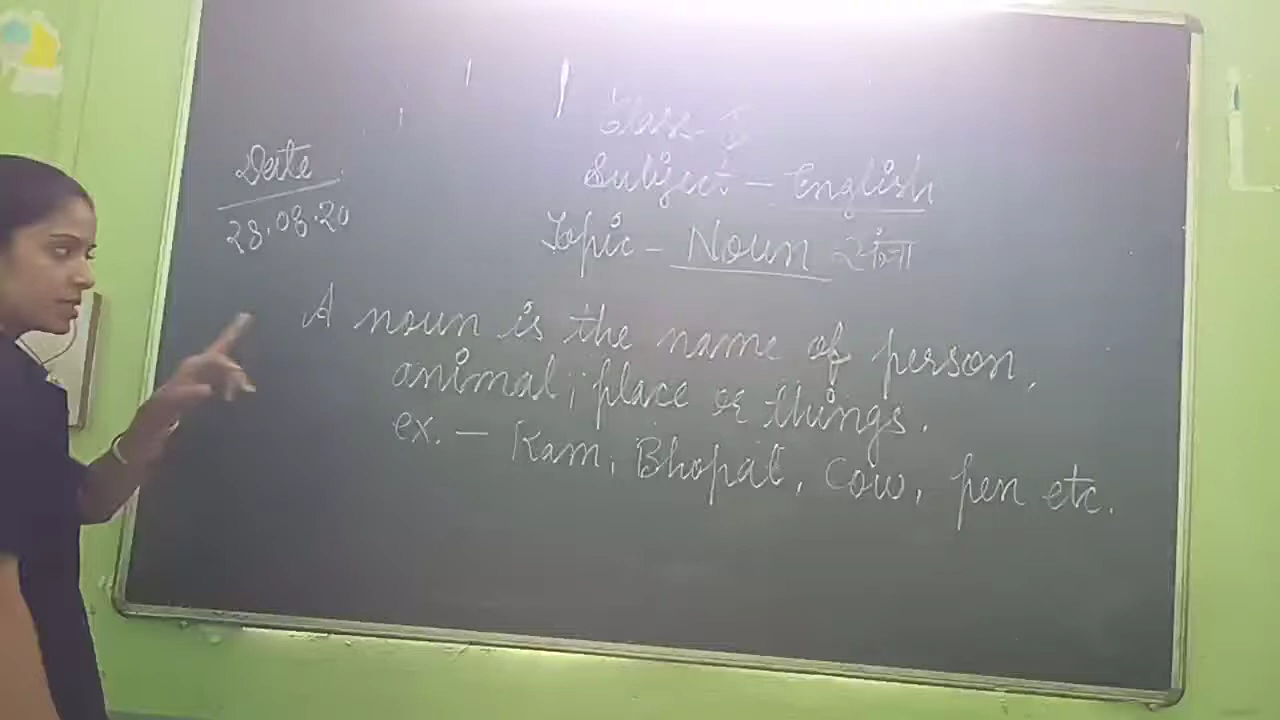 Date
28.08.20
Class-
Subject - English
Topic - Noun संज्ञा
A noun is the name of person,
animal, place or things.
ex. - Ram, Bhopal, Cow, pen etc.